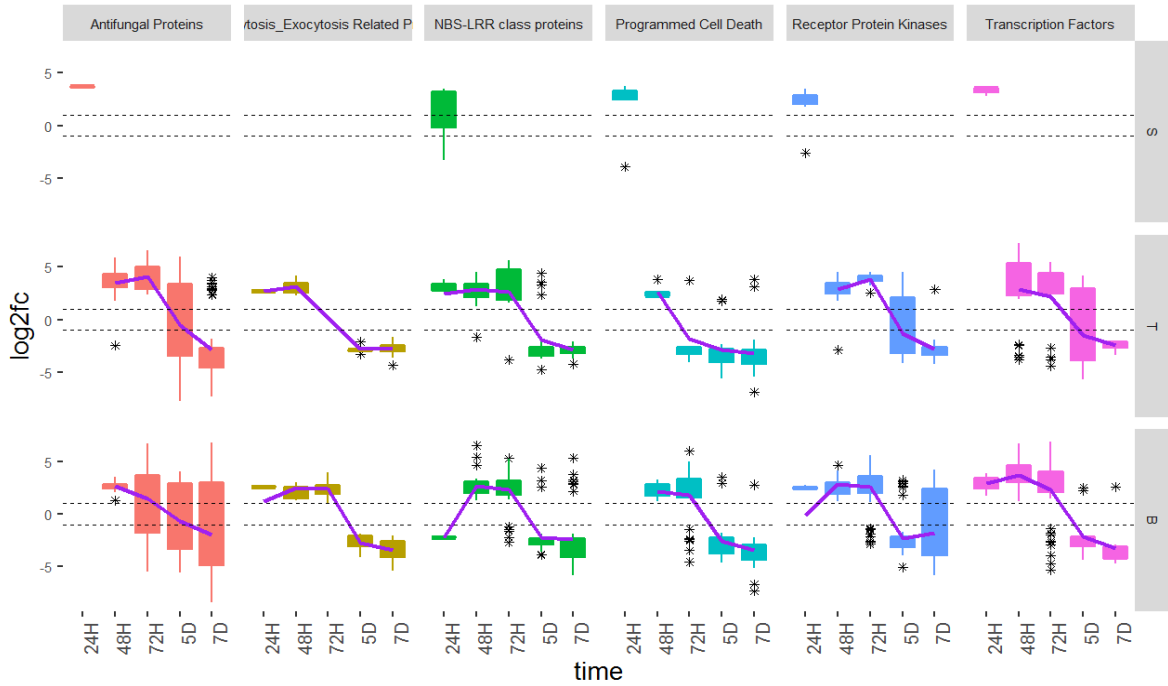 Antifungal Proteins
ytosis_Exocytosis Related P
NBS-LRR class proteins
Programmed Cell Death
Receptor Protein Kinases
Transcription Factors
5
0
-5
S
5
0
-5
T
5
0
-5
log2fc
24H 48H 72H 5D 7D
24H 48H 72H 5D 7D
24H 48H 72H 5D 7D
24H 48H 72H 5D 7D
24H 48H 72H 5D 7D
24H 48H 72H 5D 7D
time